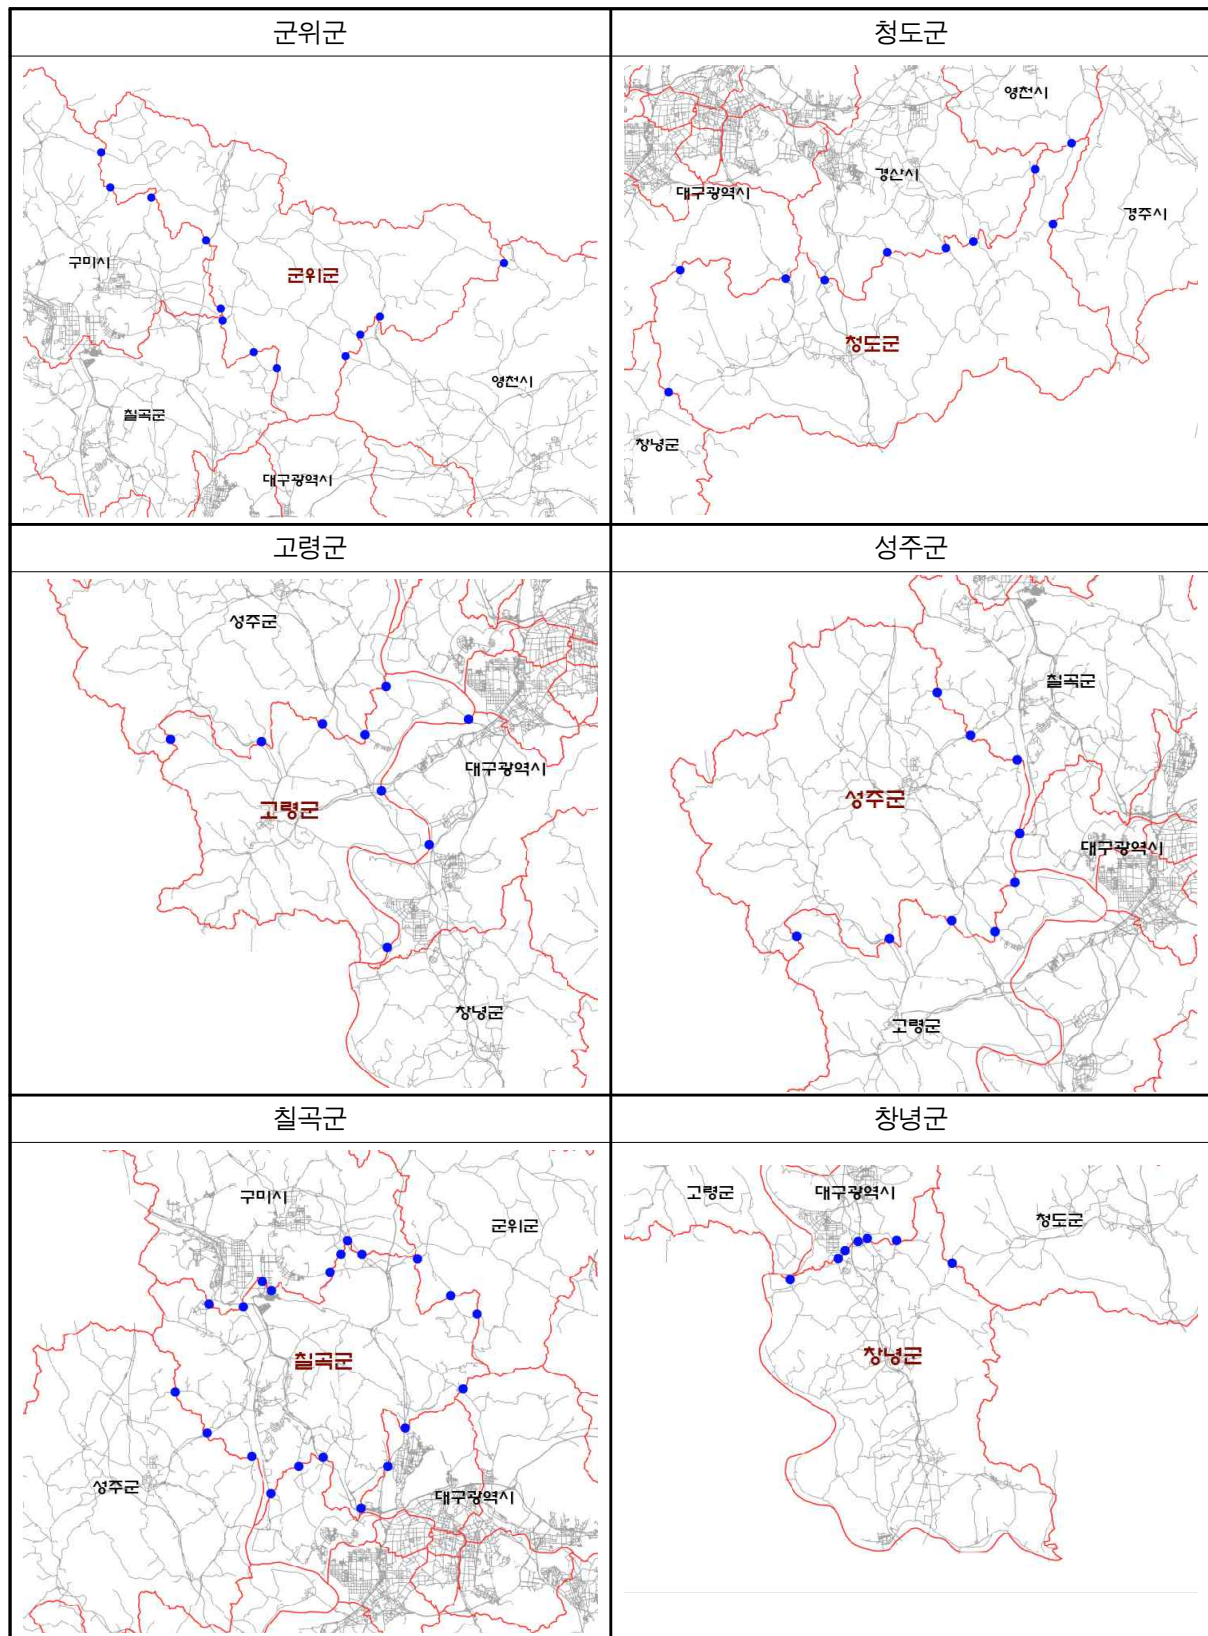 군위군
청도군
구미시
군위군
영천시
칠곡군
대구광역시
영천시
경산시
대구광역시
경주시
청도군
창녕군
고령군
성주군
성주군
대구광역시
고령군
창녕군
칠곡군
성주군
대구광역시
고령군
칠곡군
창녕군
구미시
군위군
칠곡군
성주군
대구광역시
고령군
대구광역시
청도군
창녕군